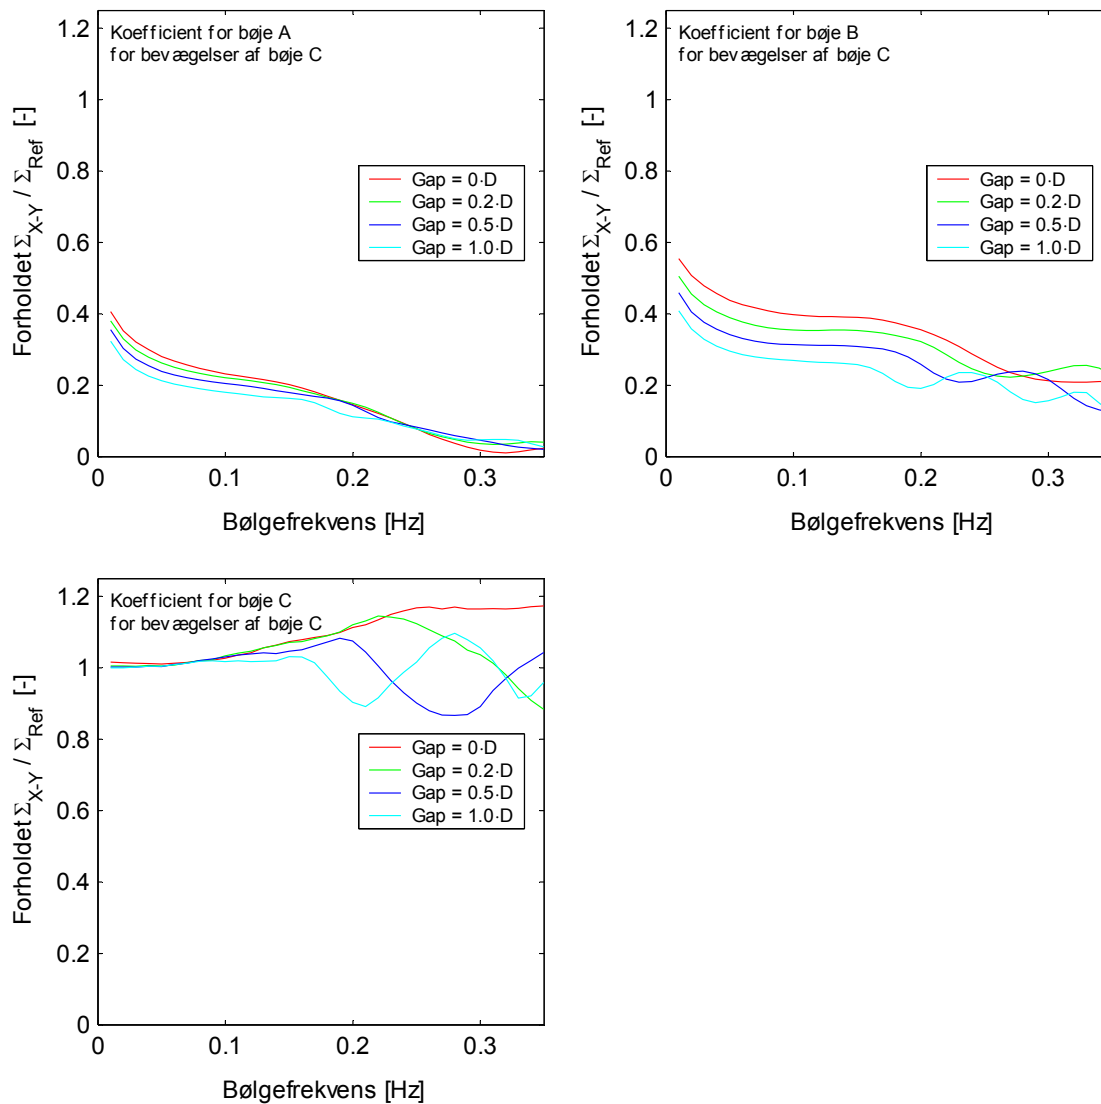 Koefficient for bøje A
for bevægelser af bøje C
Forholdet Σ_X-Y / Σ_Ref [-]
1.2
1
0.8
0.6
0.4
0.2
0
Gap = 0·D
Gap = 0.2·D
Gap = 0.5·D
Gap = 1.0·D
0 0.1 0.2 0.3
Bølgefrekvens [Hz]
Koefficient for bøje B
for bevægelser af bøje C
Forholdet Σ_X-Y / Σ_Ref [-]
1.2
1
0.8
0.6
0.4
0.2
0
Gap = 0·D
Gap = 0.2·D
Gap = 0.5·D
Gap = 1.0·D
0 0.1 0.2 0.3
Bølgefrekvens [Hz]
Koefficient for bøje C
for bevægelser af bøje C
Forholdet Σ_X-Y / Σ_Ref [-]
1.2
1
0.8
0.6
0.4
0.2
0
Gap = 0·D
Gap = 0.2·D
Gap = 0.5·D
Gap = 1.0·D
0 0.1 0.2 0.3
Bølgefrekvens [Hz]